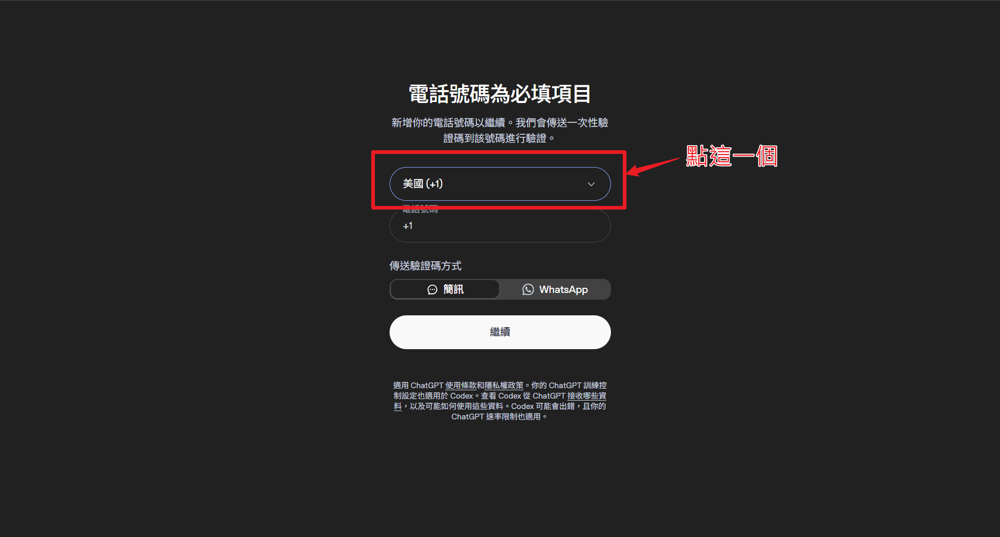 電話號碼為必填項目
新增你的電話號碼以繼續。我們會傳送一次性驗
證碼到該號碼進行驗證。
點這一個
美國 (+1)
電話號碼
+1
傳送驗證碼方式
簡訊
WhatsApp
繼續
適用 ChatGPT 使用條款和隱私權政策。你的 ChatGPT 訓練控
制設定也適用於 Codex。查看 Codex 從 ChatGPT 接收哪些資
料，以及可能如何使用這些資料。Codex 可能會出錯，且你的
ChatGPT 速率限制也適用。